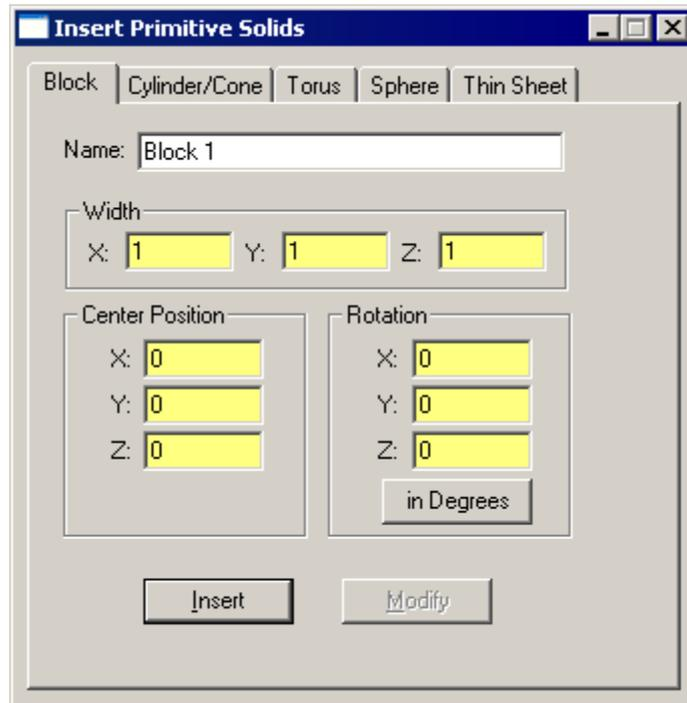 Insert Primitive Solids
Block Cylinder/Cone Torus Sphere Thin Sheet
Name: Block 1
Width
X: 1 Y: 1 Z: 1
Center Position
X: 0
Y: 0
Z: 0
Rotation
X: 0
Y: 0
Z: 0
in Degrees
Insert Modify